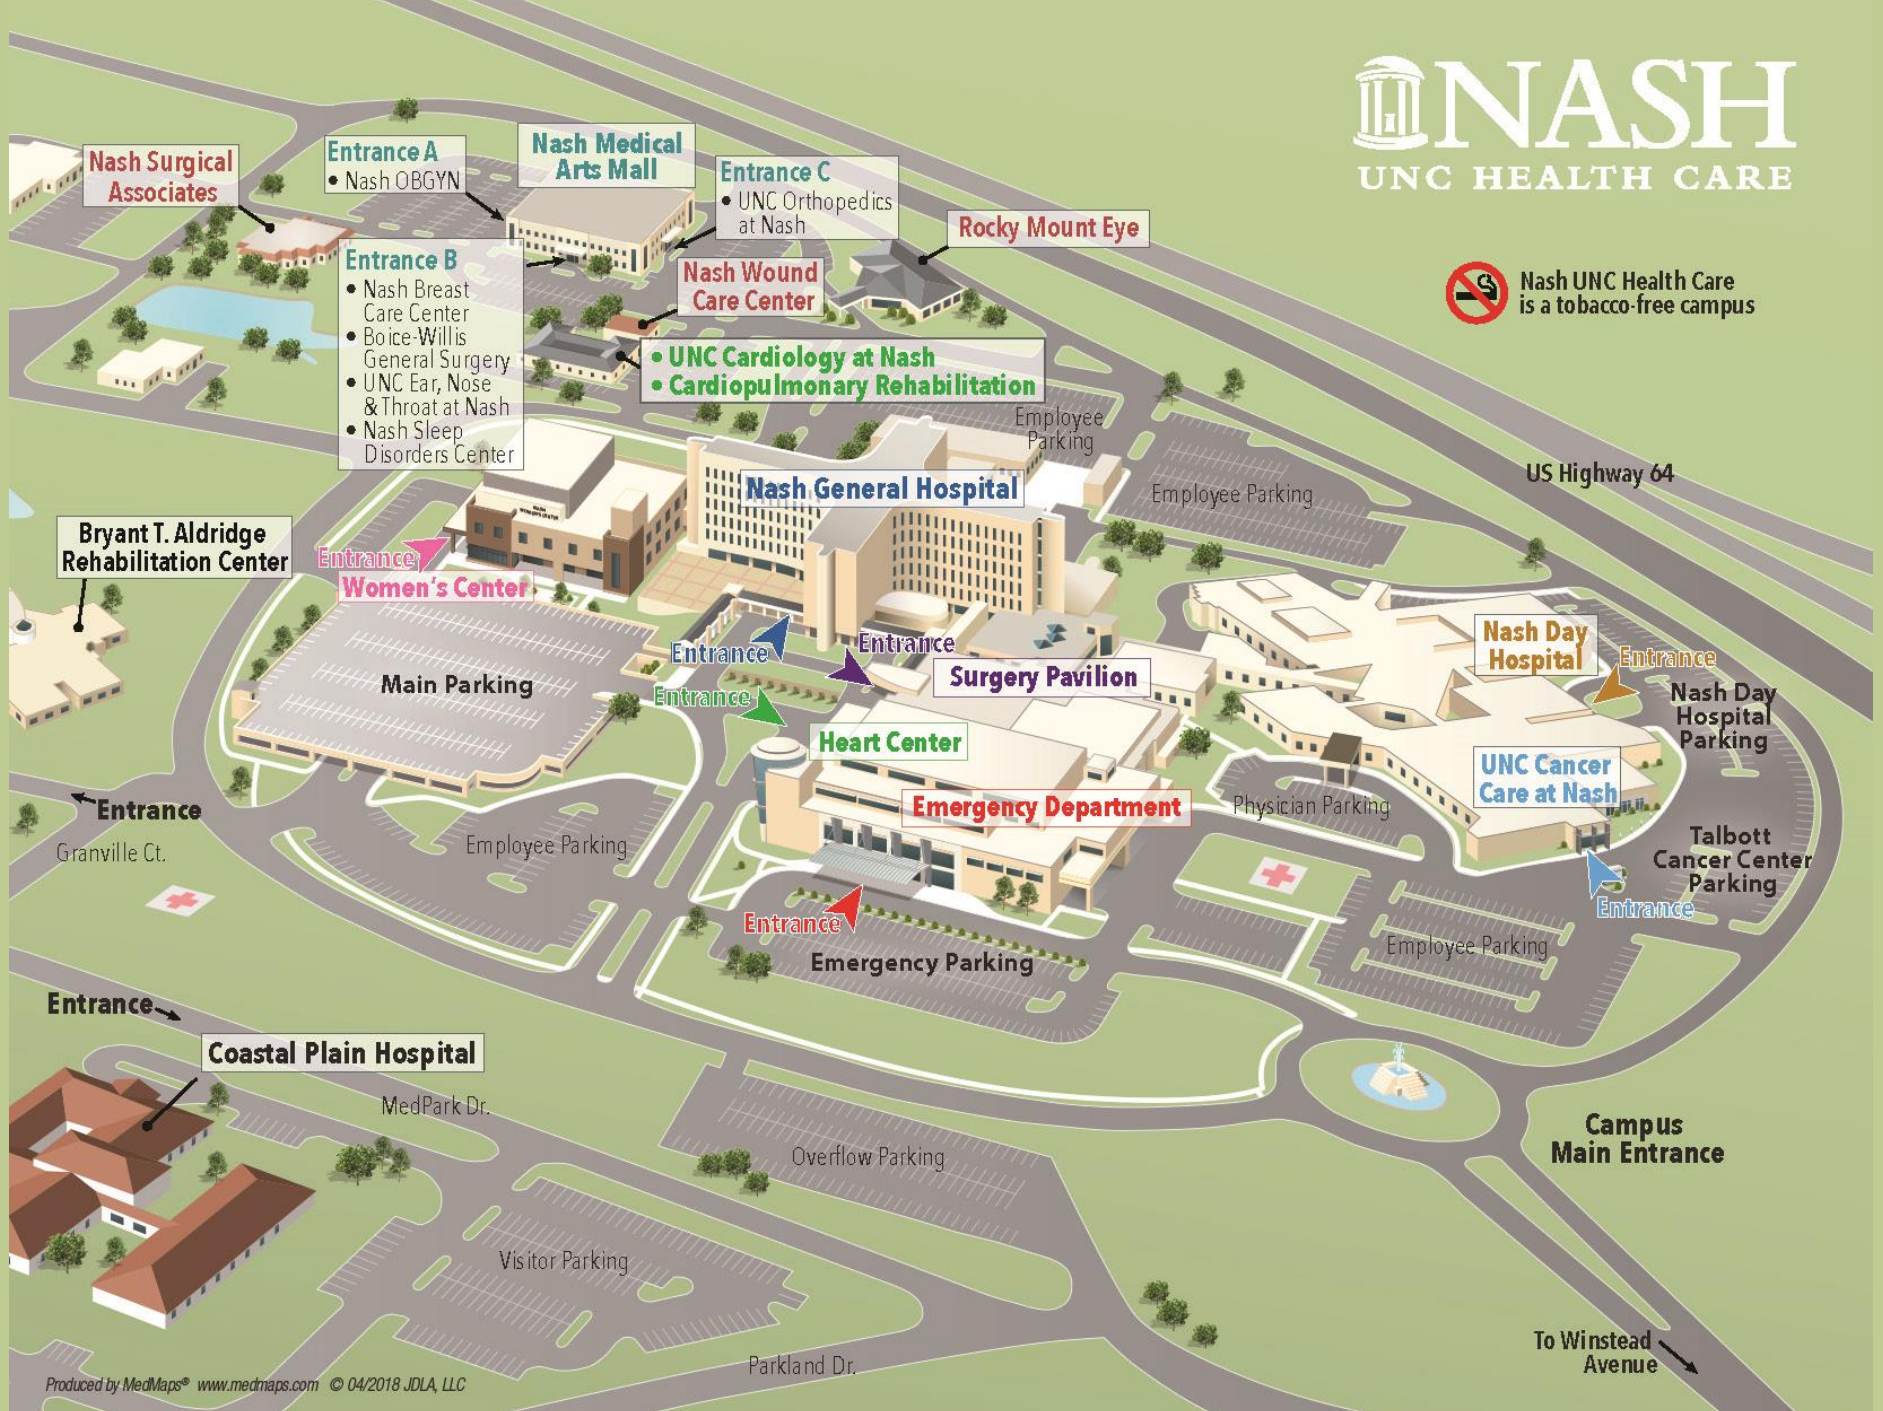 NASH
UNC HEALTH CARE
Nash Surgical
Associates
Entrance A
• Nash OBGYN
Nash Medical
Arts Mall
Entrance C
• UNC Orthopedics
at Nash
Rocky Mount Eye
Entrance B
• Nash Breast
Care Center
• Boice-Willis
General Surgery
• UNC Ear, Nose
& Throat at Nash
• Nash Sleep
Disorders Center
Nash Wound
Care Center
Nash UNC Health Care
is a tobacco-free campus
• UNC Cardiology at Nash
• Cardiopulmonary Rehabilitation
Employee
Parking
US Highway 64
Nash General Hospital
Employee Parking
NASH
WOMEN'S CENTER
Bryant T. Aldridge
Rehabilitation Center
Entrance
Women's Center
Entrance
Entrance
Surgery Pavilion
Nash Day
Hospital
Entrance
Main Parking
Entrance
Nash Day
Hospital
Parking
Heart Center
UNC Cancer
Care at Nash
Entrance
Granville Ct.
Employee Parking
Emergency Department
Physician Parking
Talbott
Cancer Center
Parking
Entrance
Entrance
Emergency Parking
Employee Parking
Entrance
Coastal Plain Hospital
MedPark Dr.
Overflow Parking
Campus
Main Entrance
Visitor Parking
Parkland Dr.
To Winstead
Avenue
Produced by MedMaps® www.medmaps.com © 04/2018 JDLA, LLC